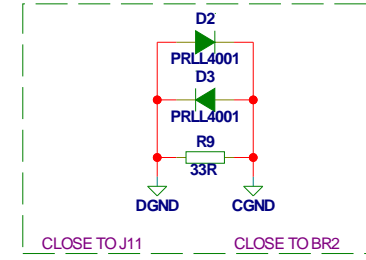 D2
PRLL4001
D3
PRLL4001
R9
33R
DGND CGND
CLOSE TO J11 CLOSE TO BR2